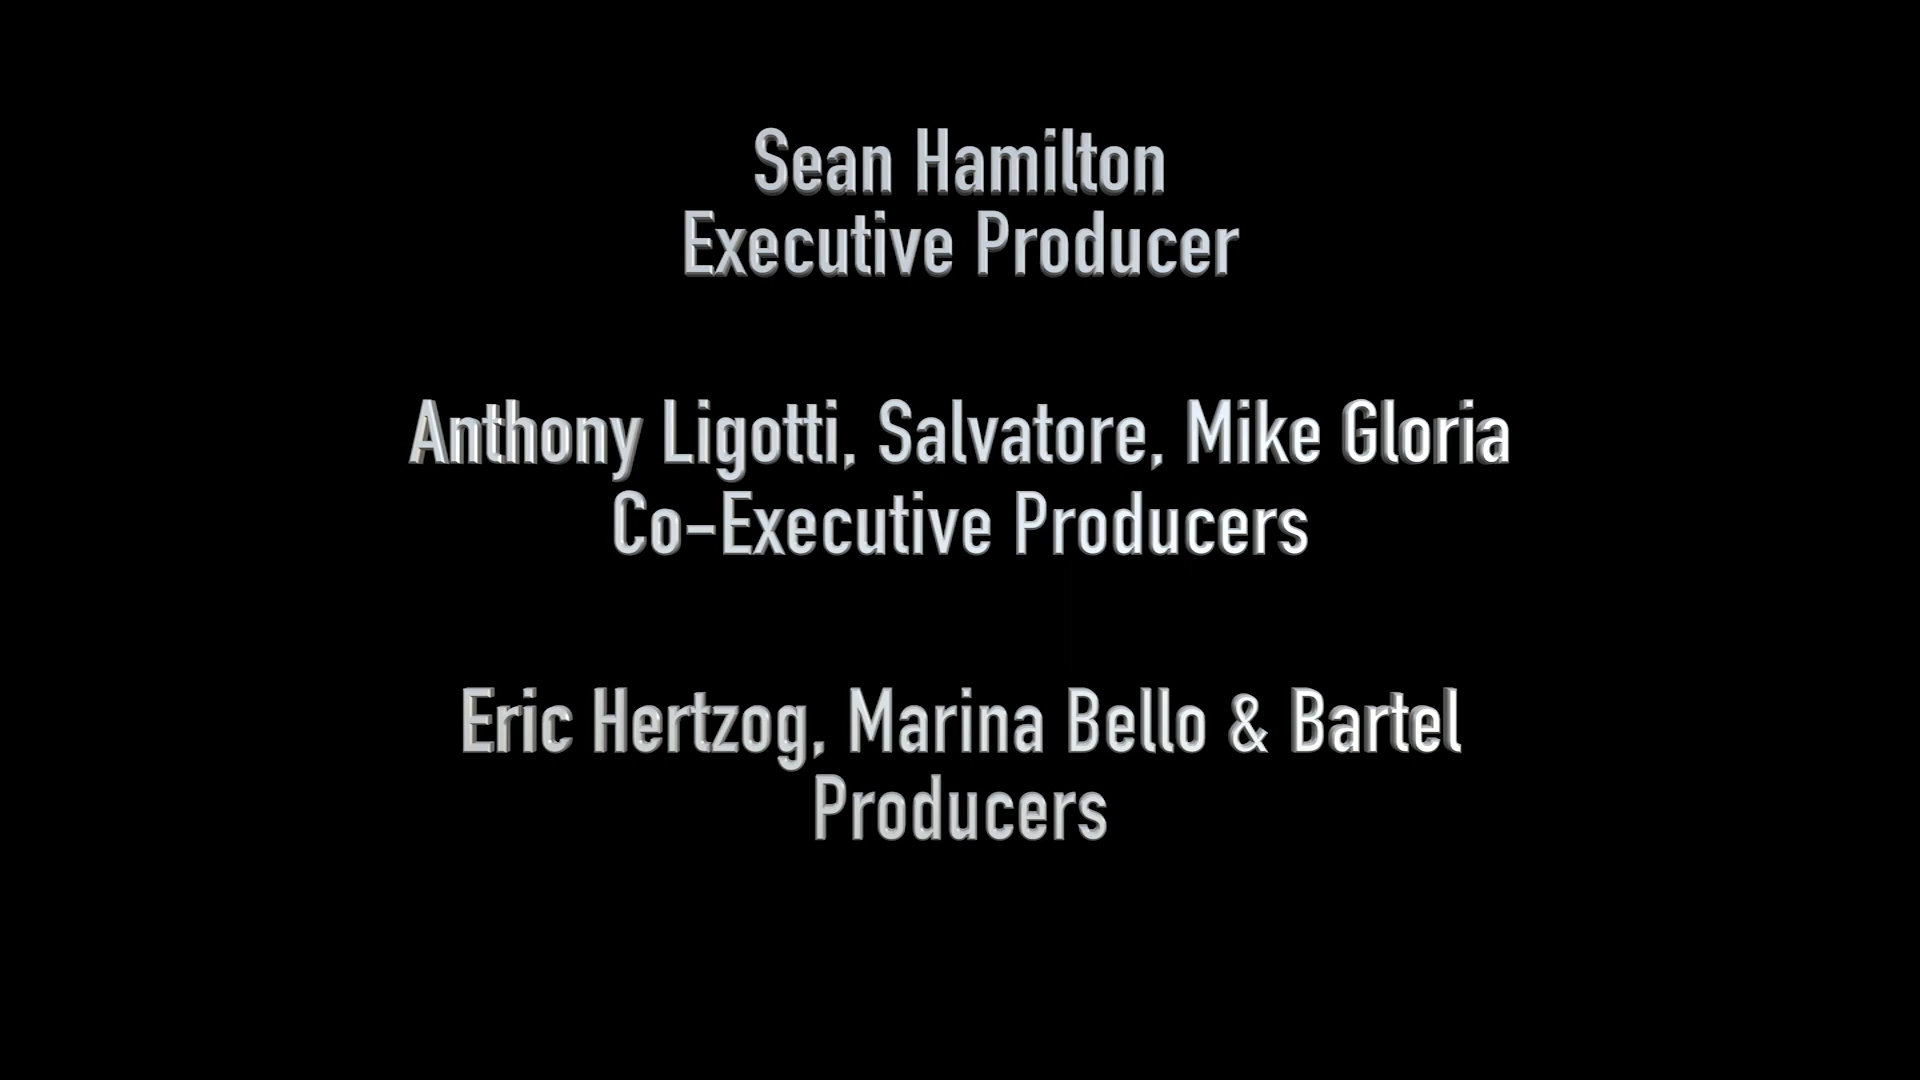 Sean Hamilton
Executive Producer
Anthony Ligotti, Salvatore, Mike Gloria
Co-Executive Producers
Eric Hertzog, Marina Bello & Bartel
Producers